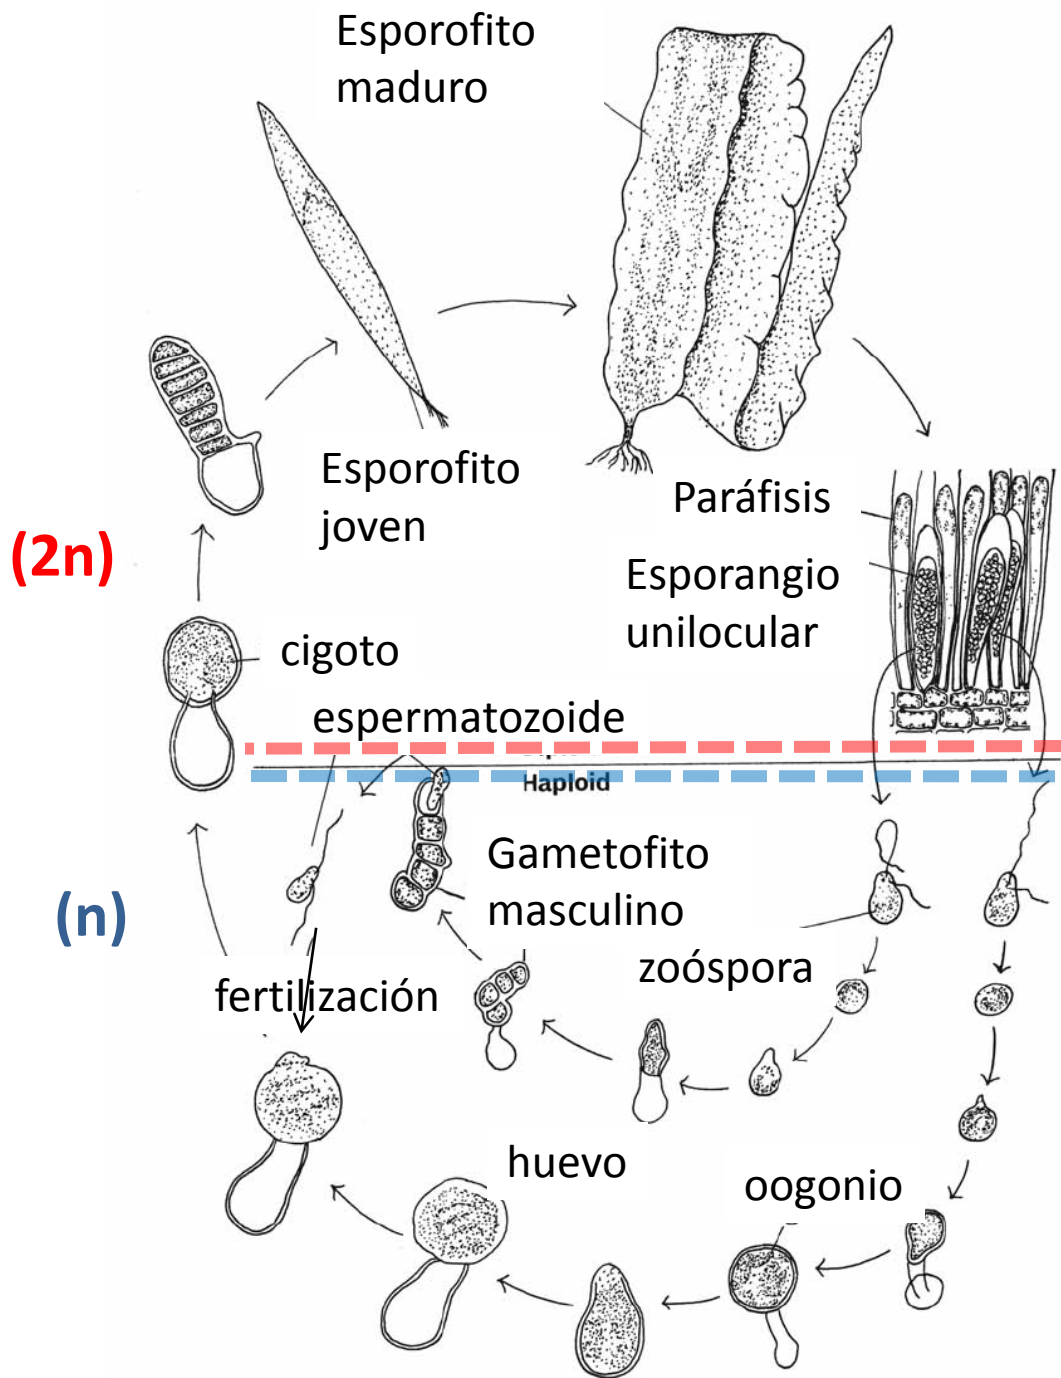 Esporofito
maduro
Esporofito
joven
Paráfisis
(2n)
Esporangio
unilocular
cigoto
espermatozoide
Haploid
Gametofito
masculino
(n)
zoóspora
fertilización
huevo
oogonio